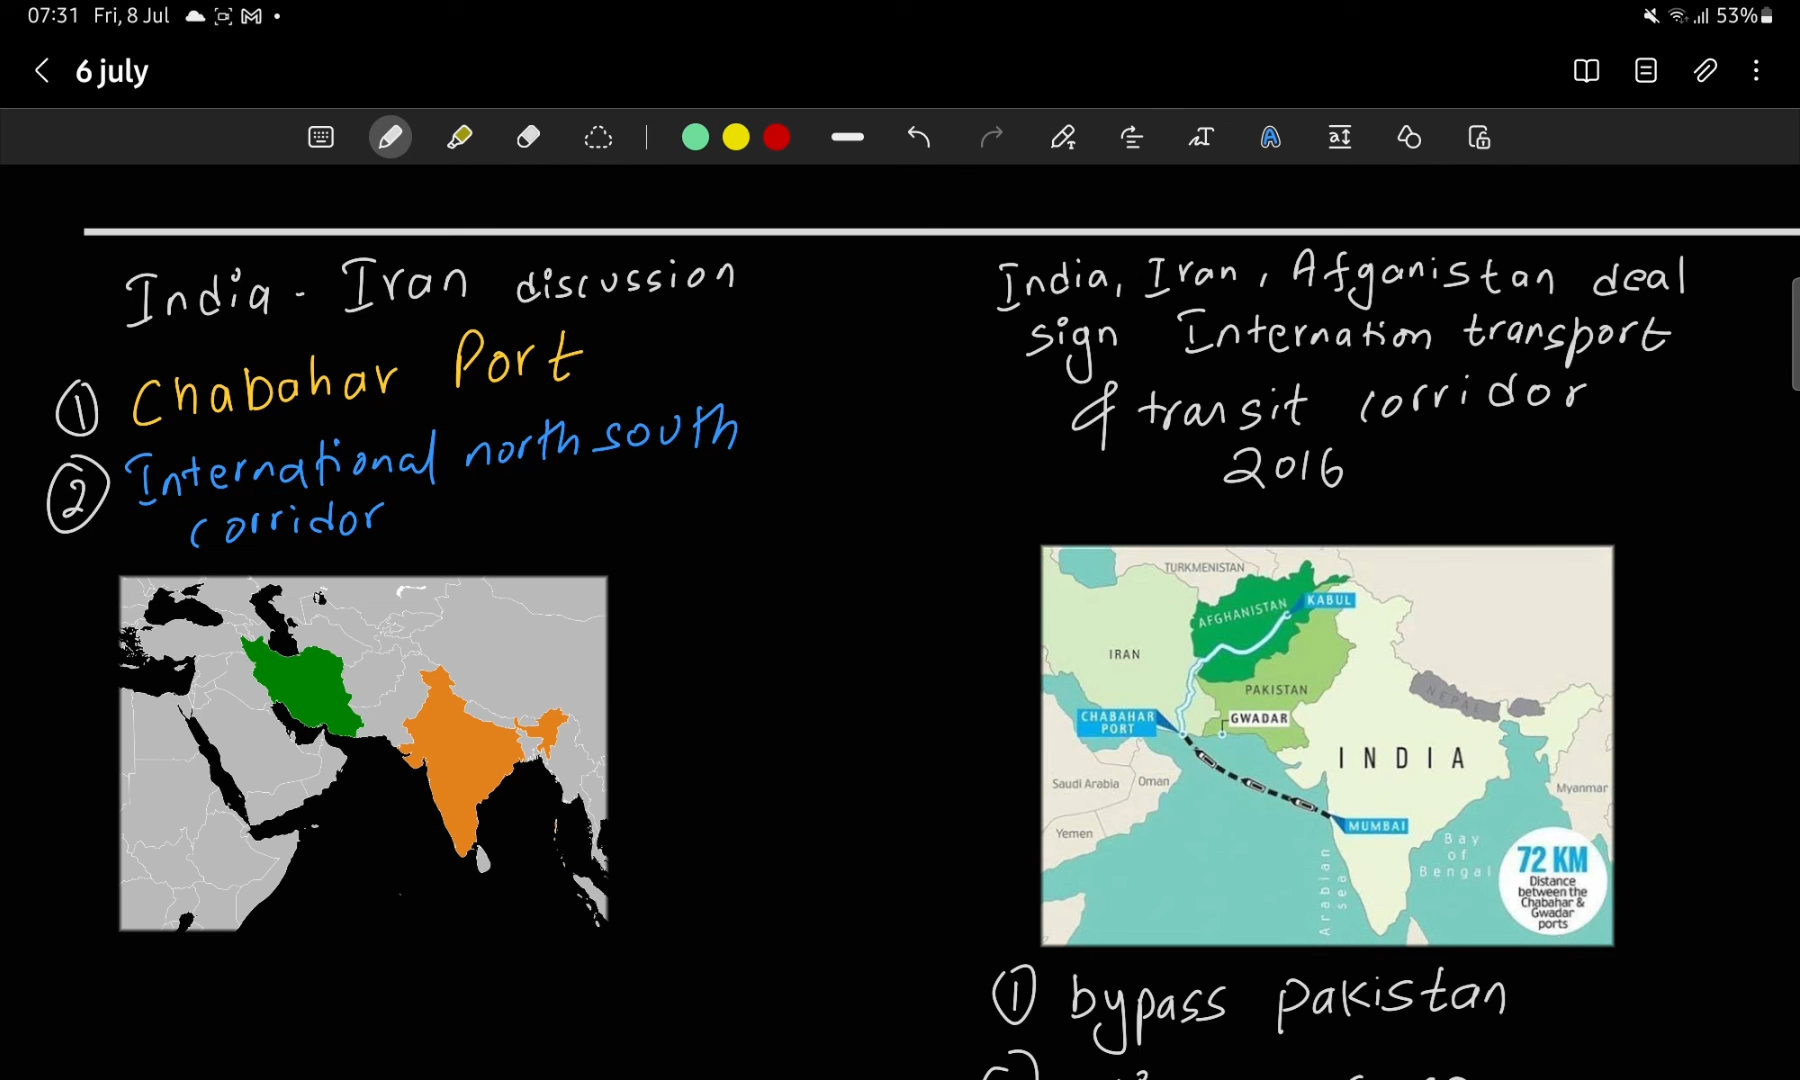 07:31 Fri, 8 Jul
53%
6 july
India - Iran discussion
① Chabahar Port
② International north south
corridor
India, Iran, Afganistan deal
sign Internation transport
& transit corridor
2016
TURKMENISTAN
AFGHANISTAN
KABUL
IRAN
PAKISTAN
NEPAL
CHABAHAR
PORT
GWADAR
INDIA
Saudi Arabia
Oman
Myanmar
Yemen
MUMBAI
Arabian
sea
Bay
of
Bengal
72 KM
Distance
between the
Chabahar &
Gwadar
ports
① bypass pakistan